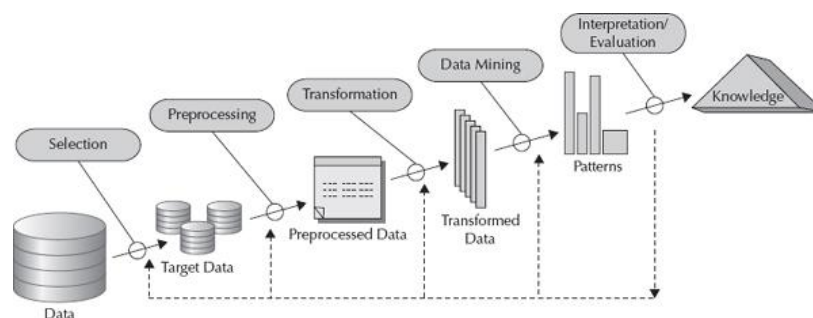 Interpretation/
Evaluation
Data Mining
Transformation
Preprocessing
Selection
Knowledge
Patterns
Transformed
Data
Preprocessed Data
Target Data
Data